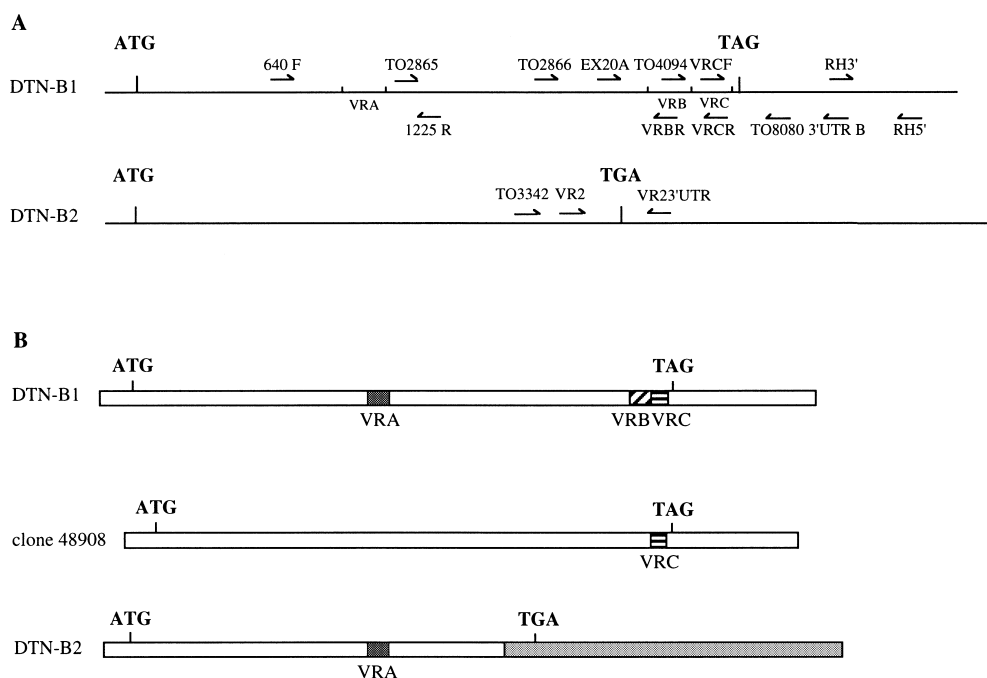 A
ATG TAG
640 F TO2865 TO2866 EX20A TO4094 VRCF RH3'
DTN-B1
VRA VRB VRC
1225 R VRBR VRCR TO8080 3'UTR B RH5'
ATG TGA
TO3342 VR2 VR23'UTR
DTN-B2
B
ATG TAG
DTN-B1
VRA VRB VRC
ATG TAG
clone 48908
VRC
ATG TGA
DTN-B2
VRA